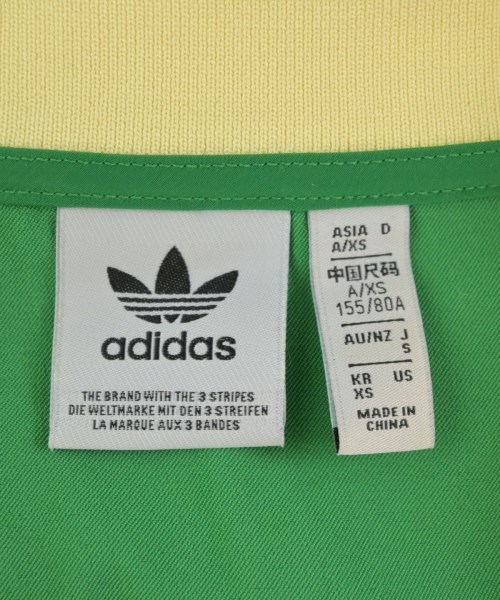 adidas
THE BRAND WITH THE 3 STRIPES
DIE WELTMARKE MIT DEN 3 STREIFEN
LA MARQUE AUX 3 BANDES
ASIA D
A/XS
中国尺码
A/XS
155/80A
AU/NZ J
S
KR US
XS
MADE IN
CHINA